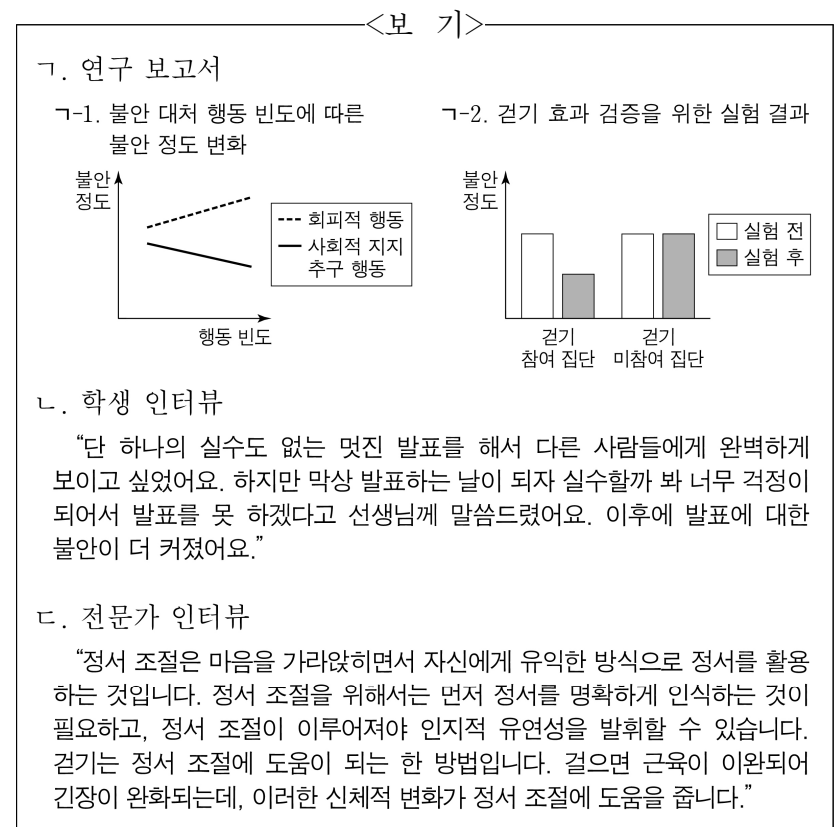 <보 기>
ㄱ. 연구 보고서
ㄱ-1. 불안 대처 행동 빈도에 따른
불안 정도 변화
불안
정도
회피적 행동
사회적 지지
추구 행동
행동 빈도
ㄱ-2. 걷기 효과 검증을 위한 실험 결과
불안
정도
실험 전
실험 후
걷기
참여 집단
걷기
미참여 집단
ㄴ. 학생 인터뷰
“단 하나의 실수도 없는 멋진 발표를 해서 다른 사람들에게 완벽하게
보이고 싶었어요. 하지만 막상 발표하는 날이 되자 실수할까 봐 너무 걱정이
되어서 발표를 못 하겠다고 선생님께 말씀드렸어요. 이후에 발표에 대한
불안이 더 커졌어요.”
ㄷ. 전문가 인터뷰
“정서 조절은 마음을 가라앉히면서 자신에게 유익한 방식으로 정서를 활용
하는 것입니다. 정서 조절을 위해서는 먼저 정서를 명확하게 인식하는 것이
필요하고, 정서 조절이 이루어져야 인지적 유연성을 발휘할 수 있습니다.
걷기는 정서 조절에 도움이 되는 한 방법입니다. 걸으면 근육이 이완되어
긴장이 완화되는데, 이러한 신체적 변화가 정서 조절에 도움을 줍니다.”